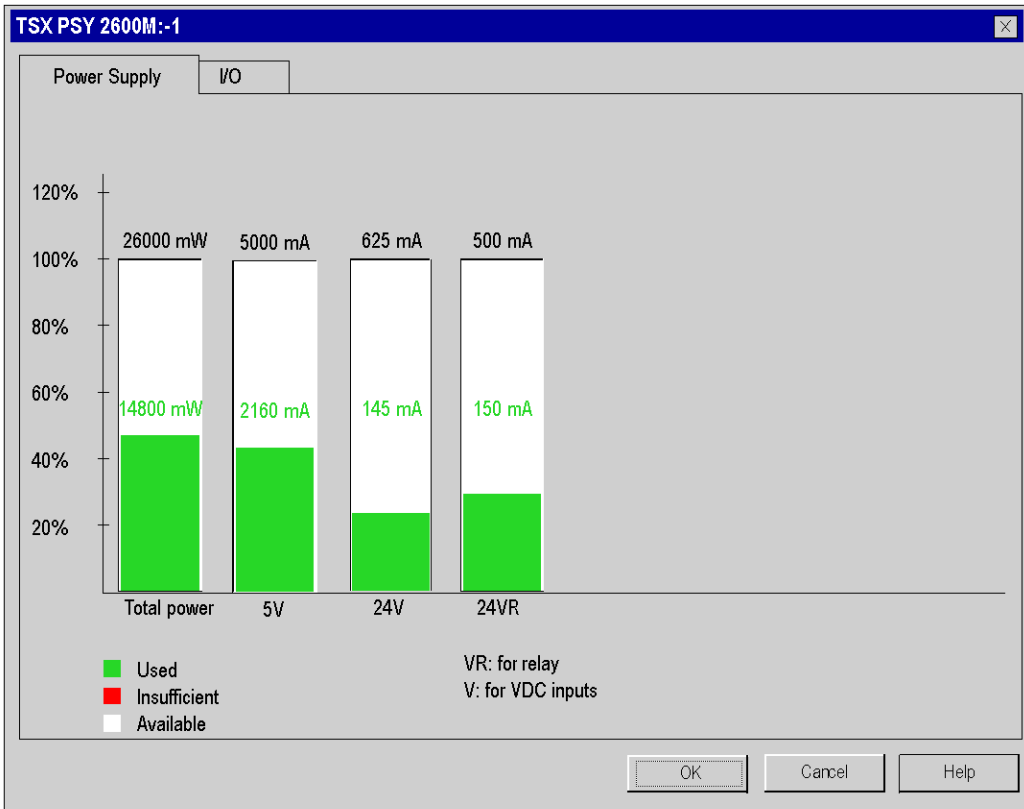 TSX PSY 2600M:-1
Power Supply
I/O
120%
26000 mW 5000 mA 625 mA 500 mA
100%
80%
60%
14800 mW 2160 mA 145 mA 150 mA
40%
20%
Total power 5V 24V 24VR
Used
Insufficient
Available
VR: for relay
V: for VDC inputs
OK Cancel Help